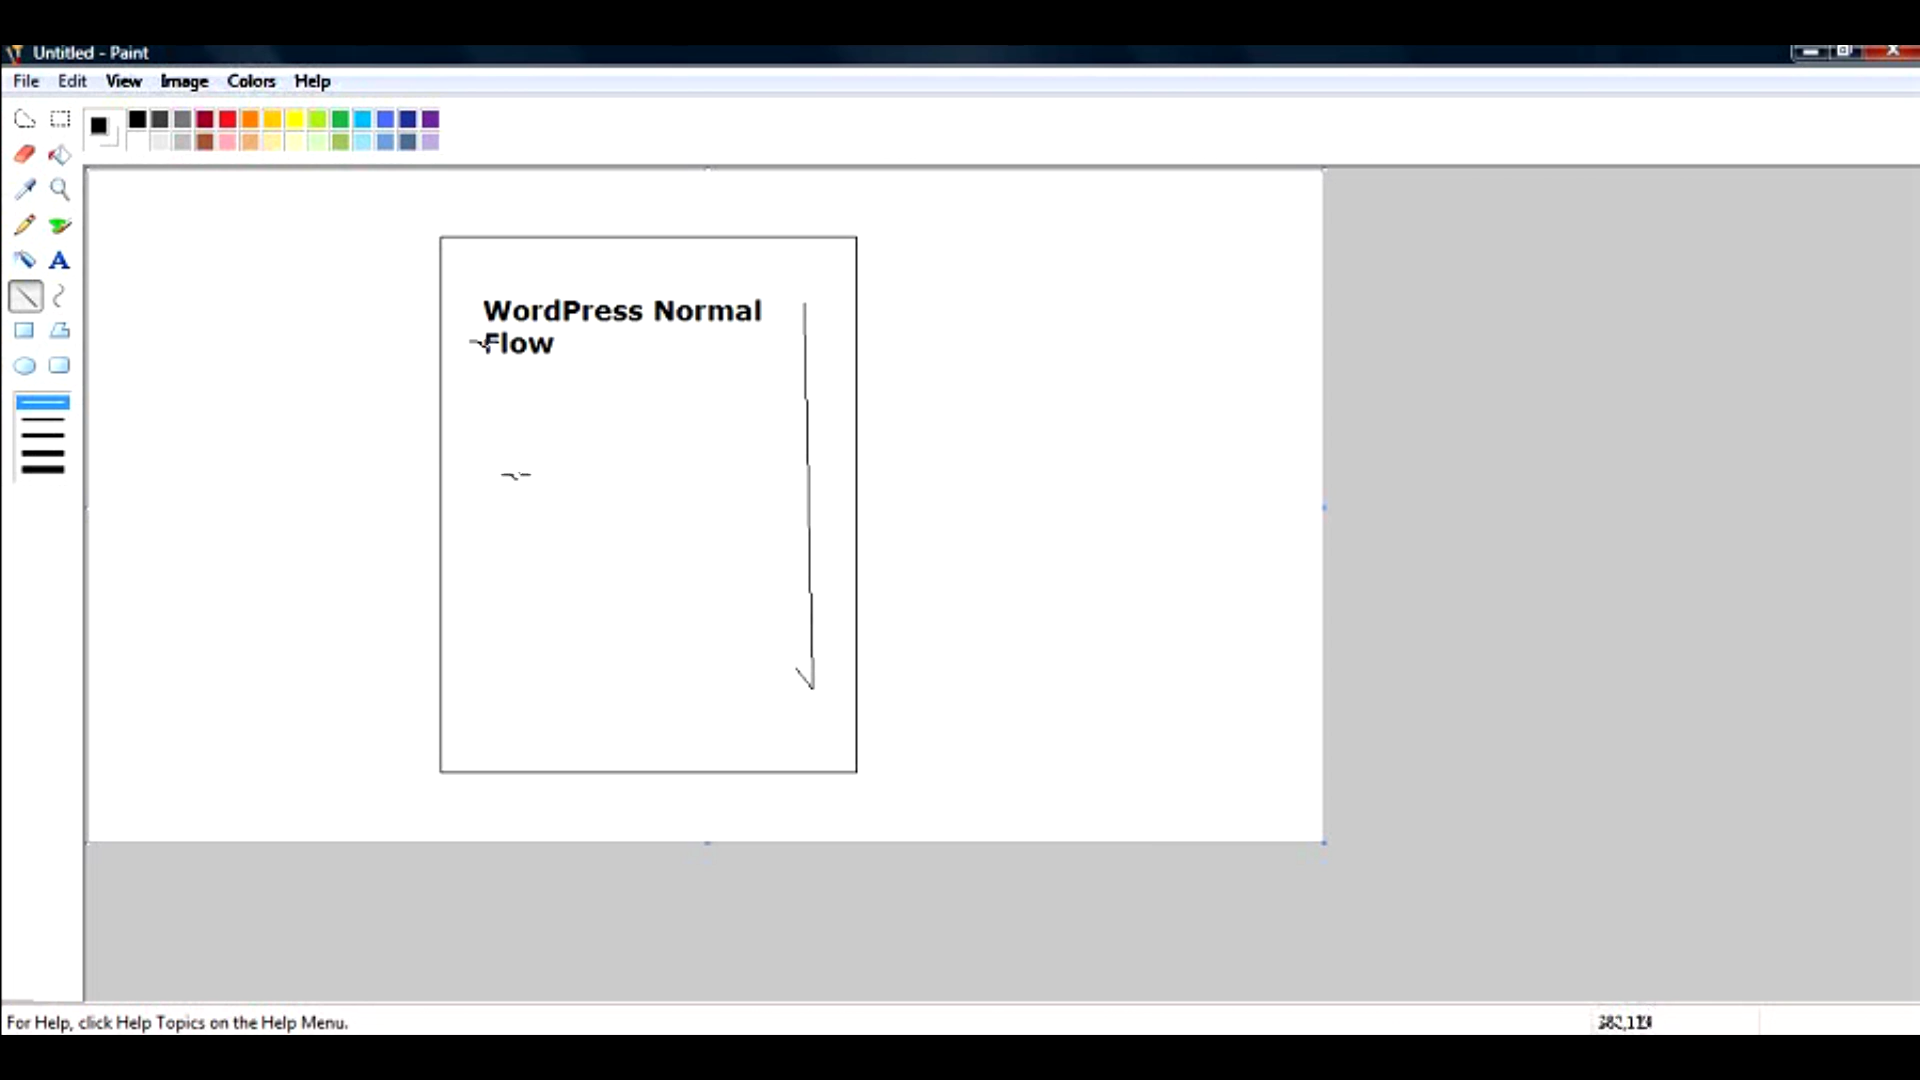 Untitled - Paint
File Edit View Image Colors Help
A
WordPress Normal
Flow
For Help, click Help Topics on the Help Menu.